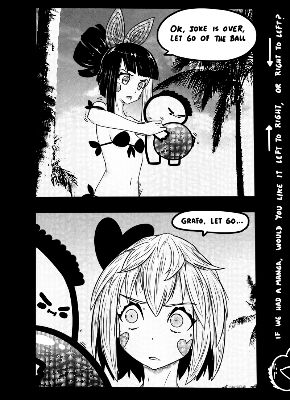 OK, JOKE IS OVER,
LET GO OF THE BALL
GRAFO, LET GO...
IF WE HAD A MANGA, WOULD YOU LIKE IT LEFT TO RIGHT, OR RIGHT TO LEFT?